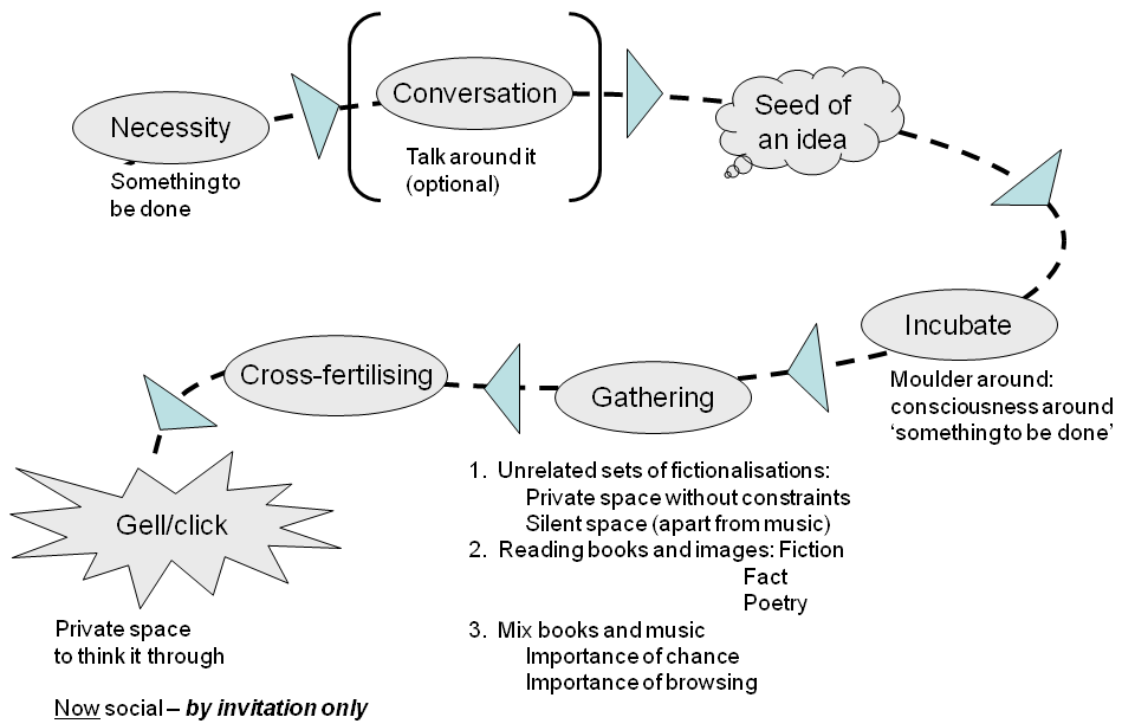 Necessity
Something to
be done
Conversation
Talk around it
(optional)
Seed of
an idea
Incubate
Moulder around:
consciousness around
‘something to be done’
Gathering
1. Unrelated sets of fictionalisations:
Private space without constraints
Silent space (apart from music)
2. Reading books and images: Fiction
Fact
Poetry
3. Mix books and music
Importance of chance
Importance of browsing
Cross-fertilising
Gell/click
Private space
to think it through
Now social – by invitation only